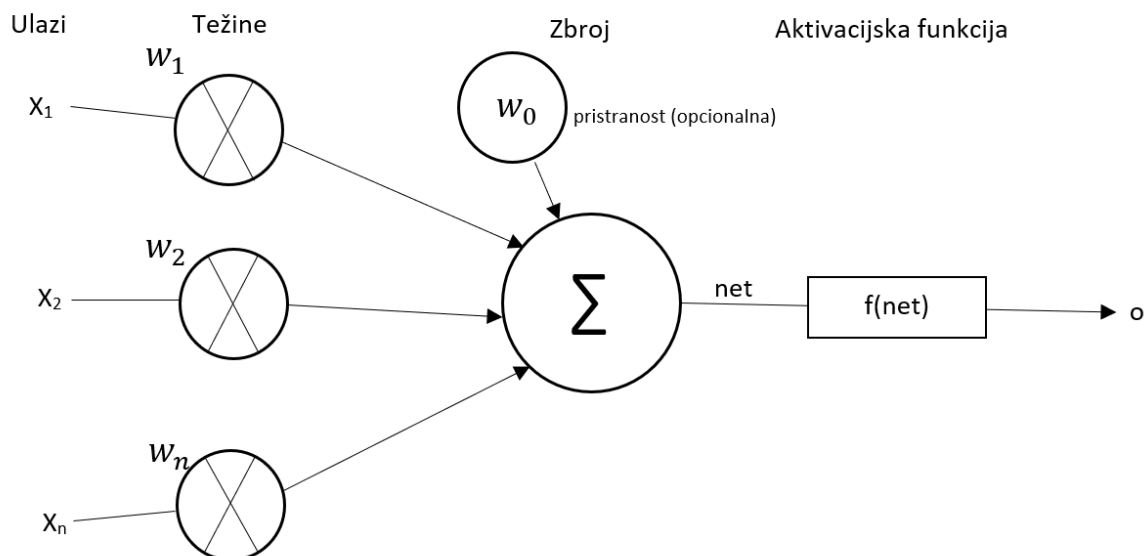 Ulazi Težine Zbroj Aktivacijska funkcija
w₁
X₁
w₀ pristranost (opcionalna)
w₂
X₂
∑ net f(net) o
wₙ
Xₙ